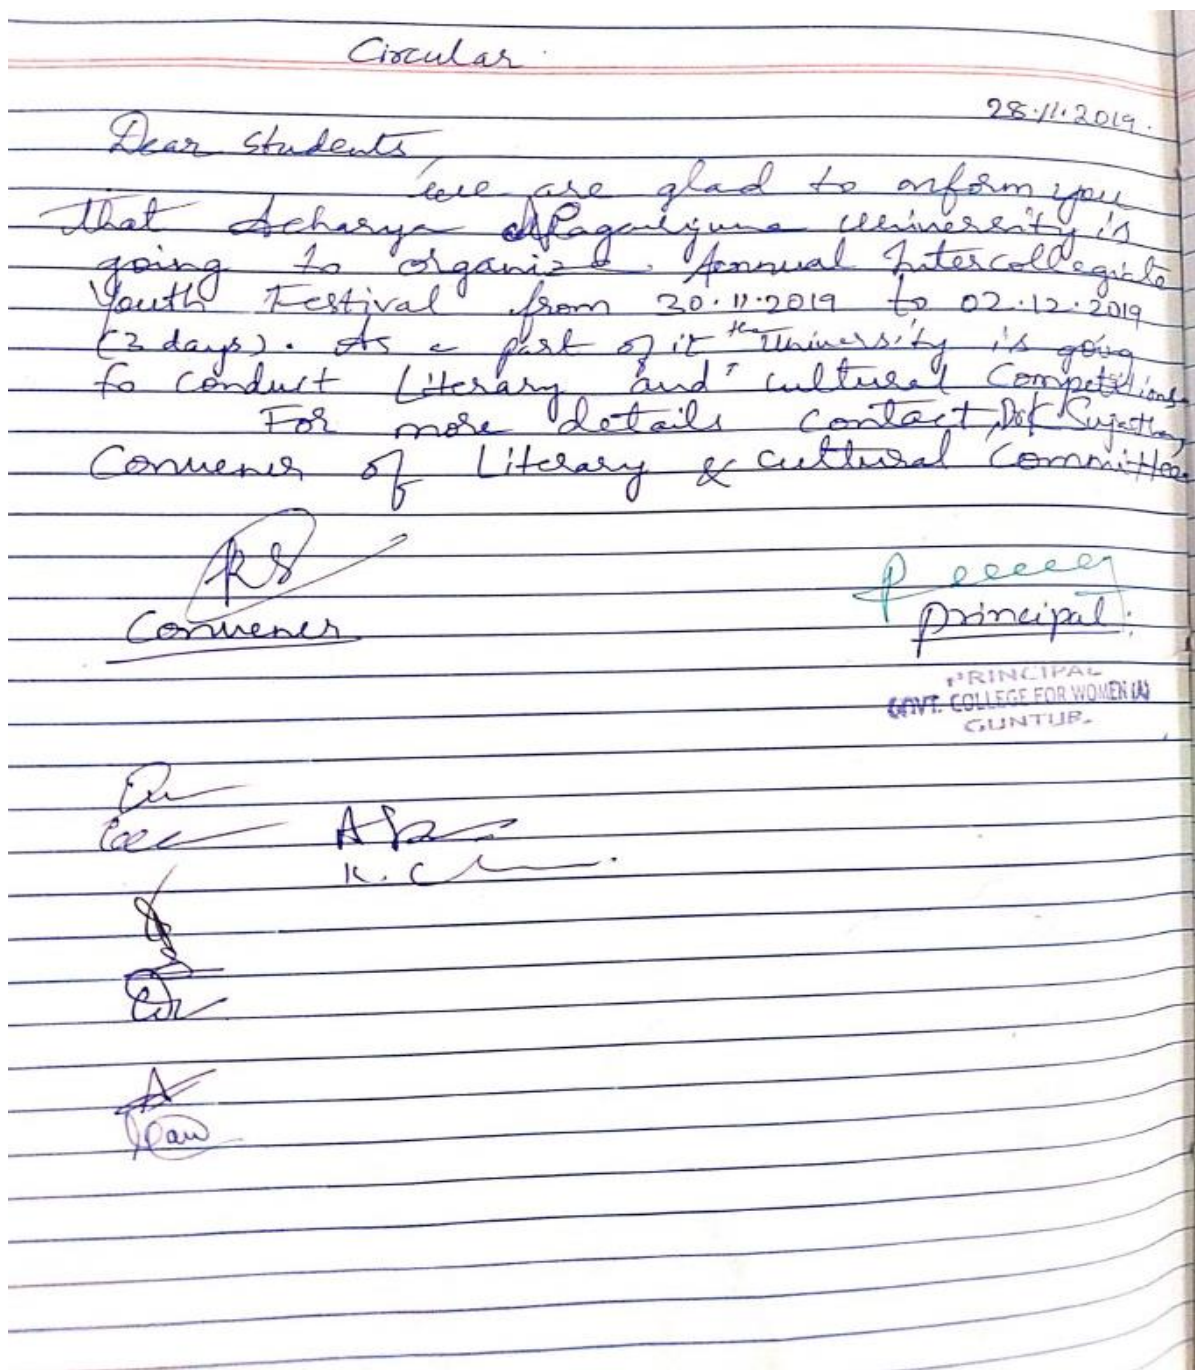 Circular
28.11.2019.
Dear students,
we are glad to inform you
that Acharya Nagarjuna University is
going to organize Annual Intercollegiate
Youth Festival from 30.11.2019 to 02.12.2019
(3 days). As a part of it the University is going
to conduct Literary and cultural Competitions
For more details contact, Dr K Sujatha,
Convener of Literary & cultural Committee.
KS
Convener
Principal.
PRINCIPAL
GOVT. COLLEGE FOR WOMEN (A)
GUNTUR.